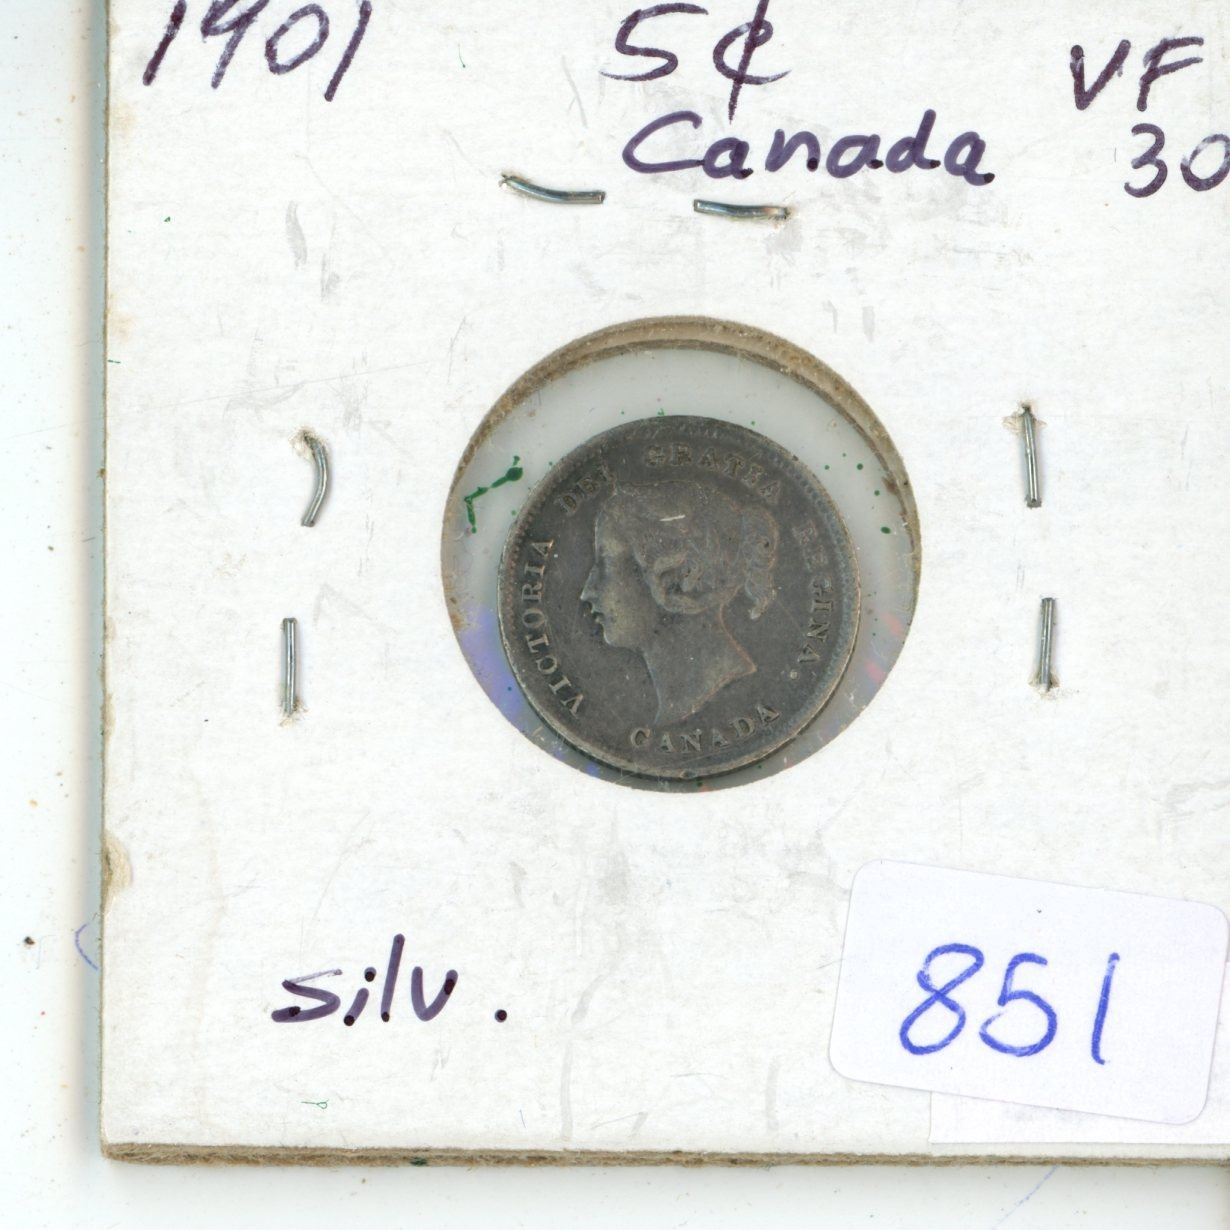 1901 5¢ VF
Canada 30
VICTORIA DEI GRATIA REGINA.
CANADA
silv.
851